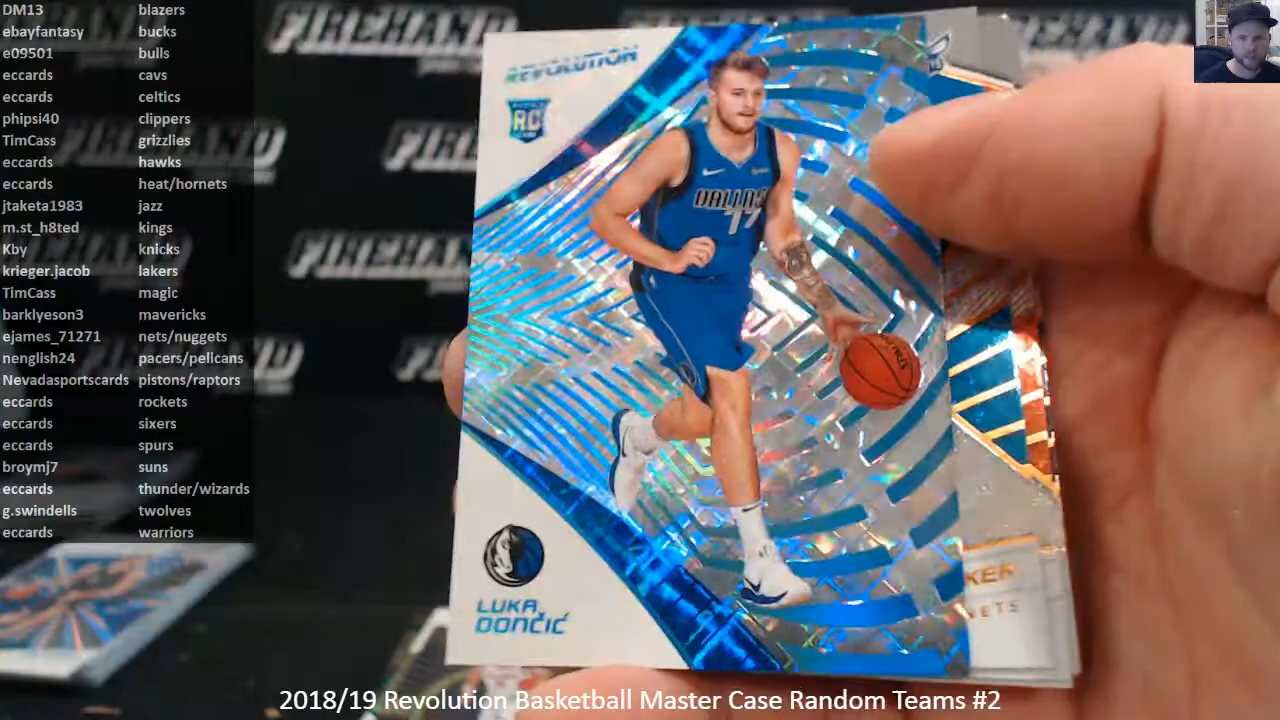 DM13 blazers
ebayfantasy bucks
e09501 bulls
eccards cavs
eccards celtics
phipsi40 clippers
TimCass grizzlies
eccards hawks
eccards heat/hornets
jtaketa1983 jazz
m.st_h8ted kings
Kby knicks
krieger.jacob lakers
TimCass magic
barklyeson3 mavericks
ejames_71271 nets/nuggets
nenglish24 pacers/pelicans
Nevadasportscards pistons/raptors
eccards rockets
eccards sixers
eccards spurs
broymj7 suns
eccards thunder/wizards
g.swindells twolves
eccards warriors
FIREHAND
REVOLUTION
RC
DALLAS
77
LUKA
DONČIĆ
2018/19 Revolution Basketball Master Case Random Teams #2